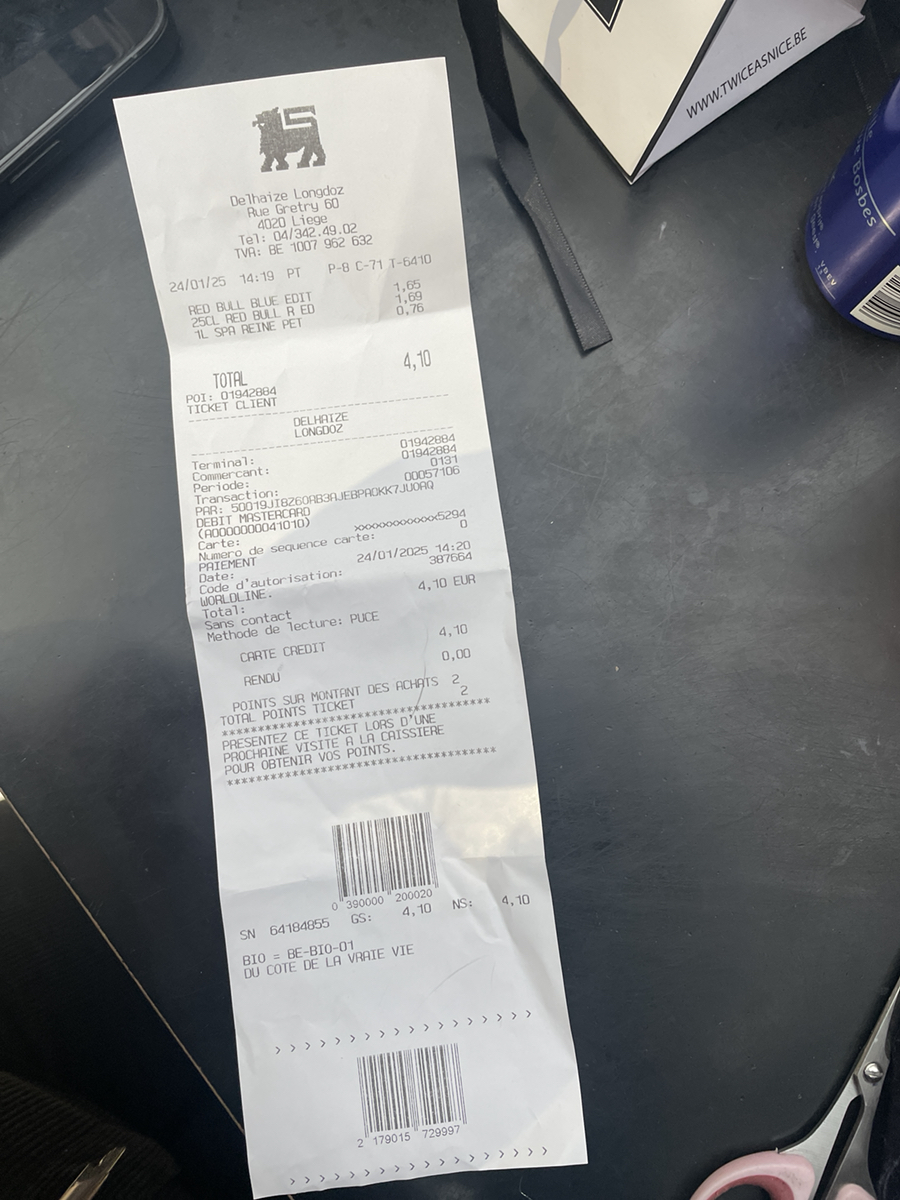 Delhaize Longdoz
Rue Gretry 60
4020 Liege
Tel: 04/342.49.02
TVA: BE 1007 962 632
24/01/25 14:19 PT P-8 C-71 T-6410
RED BULL BLUE EDIT 1,65
25CL RED BULL R ED 1,69
1L SPA REINE PET 0,76
TOTAL 4,10
POI: 01942884
TICKET CLIENT
DELHAIZE
LONGDOZ
Terminal: 01942884
Commercant: 01942884
Periode: 0131
Transaction: 00057106
PAR: 50019JI8Z60AB3AJEBPAOKK7JUOAQ
DEBIT MASTERCARD
(A0000000041010)
Carte: xxxxxxxxxxxx5294
Numero de sequence carte: 0
PAIEMENT
Date: 24/01/2025 14:20
Code d'autorisation: 387664
WORLDLINE.
Total: 4,10 EUR
Sans contact
Methode de lecture: PUCE
CARTE CREDIT 4,10
RENDU 0,00
POINTS SUR MONTANT DES ACHATS 2
TOTAL POINTS TICKET 2
****************************************
PRESENTEZ CE TICKET LORS D'UNE
PROCHAINE VISITE A LA CAISSIERE
POUR OBTENIR VOS POINTS.
****************************************
0 390000 200020
SN 64184855 GS: 4,10 NS: 4,10
BIO = BE-BIO-01
DU COTE DE LA VRAIE VIE
> > > > > > > > > > > > > > > > > >
2 179015 729997
> > > > > > > > > > > > > > > > > >
WWW.TWICEASNICE.BE
Bosbes